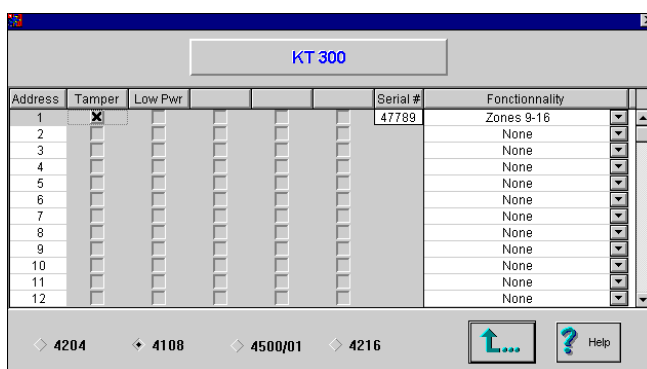 KT 300
Address Tamper Low Pwr Serial # Fonctionnality
1 47789 Zones 9-16
2 None
3 None
4 None
5 None
6 None
7 None
8 None
9 None
10 None
11 None
12 None
4204 4108 4500/01 4216 ... Help